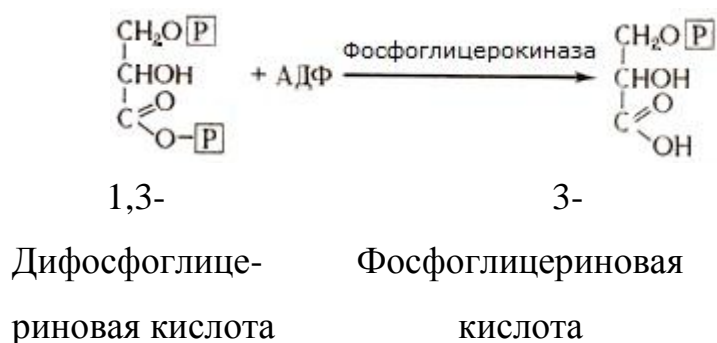 CH₂O P CH₂O P
Фосфоглицерокиназа
CHOH + АДФ CHOH
C O C O
O–P OH
1,3- 3-
Дифосфоглице- Фосфоглицериновая
риновая кислота кислота